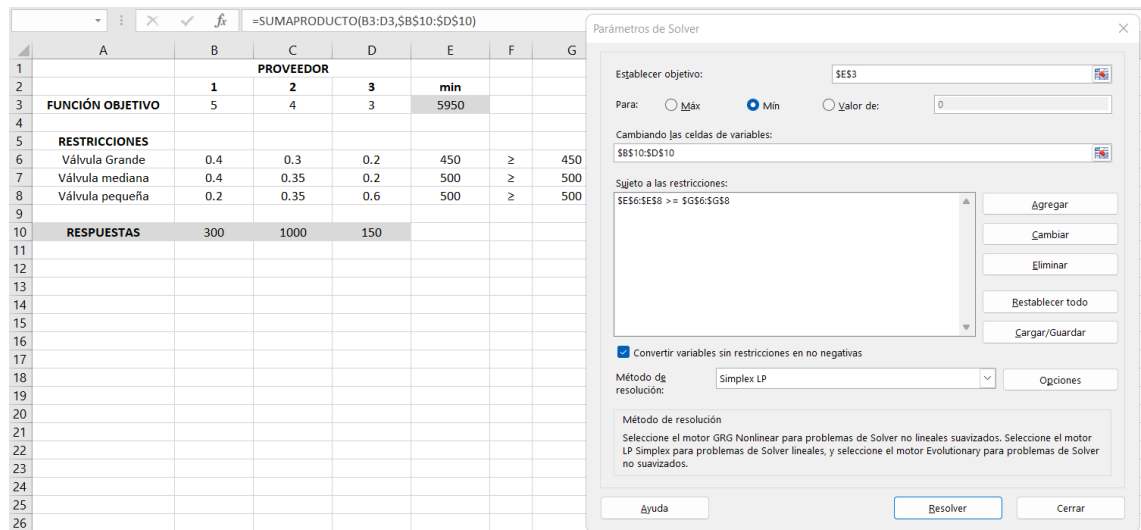 fx =SUMAPRODUCTO(B3:D3,$B$10:$D$10)
A B C D E F G
1 PROVEEDOR
2 1 2 3 min
3 FUNCIÓN OBJETIVO 5 4 3 5950
4
5 RESTRICCIONES
6 Válvula Grande 0.4 0.3 0.2 450 ≥ 450
7 Válvula mediana 0.4 0.35 0.2 500 ≥ 500
8 Válvula pequeña 0.2 0.35 0.6 500 ≥ 500
9
10 RESPUESTAS 300 1000 150
11
12
13
14
15
16
17
18
19
20
21
22
23
24
25
26
Parámetros de Solver
Establecer objetivo: $E$3
Para: Máx Mín Valor de: 0
Cambiando las celdas de variables:
$B$10:$D$10
Sujeto a las restricciones:
$E$6:$E$8 >= $G$6:$G$8
Agregar
Cambiar
Eliminar
Restablecer todo
Cargar/Guardar
Convertir variables sin restricciones en no negativas
Método de resolución: Simplex LP Opciones
Método de resolución
Seleccione el motor GRG Nonlinear para problemas de Solver no lineales suavizados. Seleccione el motor
LP Simplex para problemas de Solver lineales, y seleccione el motor Evolutionary para problemas de Solver
no suavizados.
Ayuda Resolver Cerrar